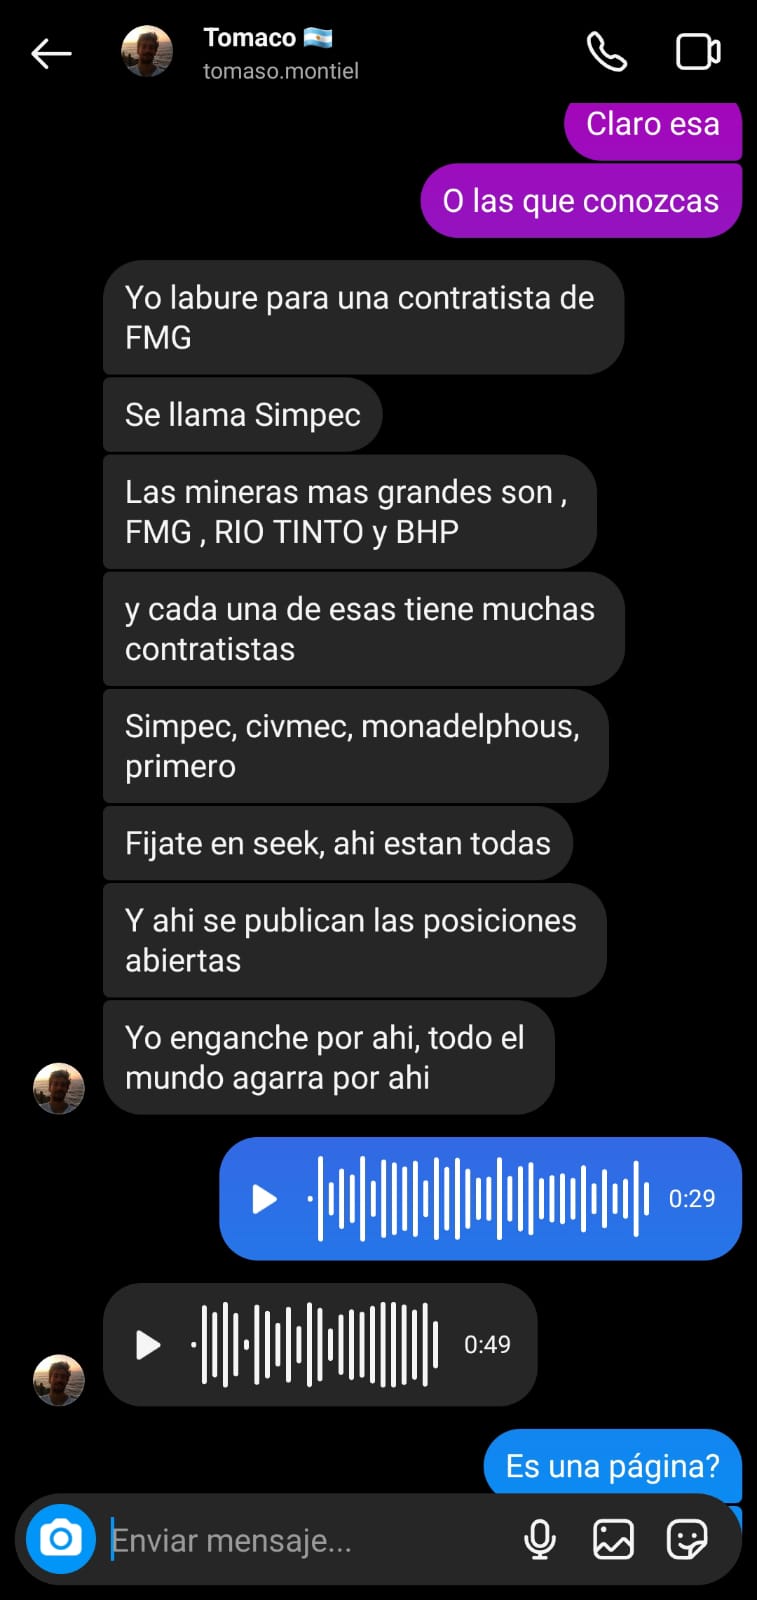 Tomaco 🇦🇷
tomaso.montiel
Claro esa
O las que conozcas
Yo labure para una contratista de
FMG
Se llama Simpec
Las mineras mas grandes son ,
FMG , RIO TINTO y BHP
y cada una de esas tiene muchas
contratistas
Simpec, civmec, monadelphous,
primero
Fijate en seek, ahi estan todas
Y ahi se publican las posiciones
abiertas
Yo enganche por ahi, todo el
mundo agarra por ahi
0:29
0:49
Es una página?
Enviar mensaje...